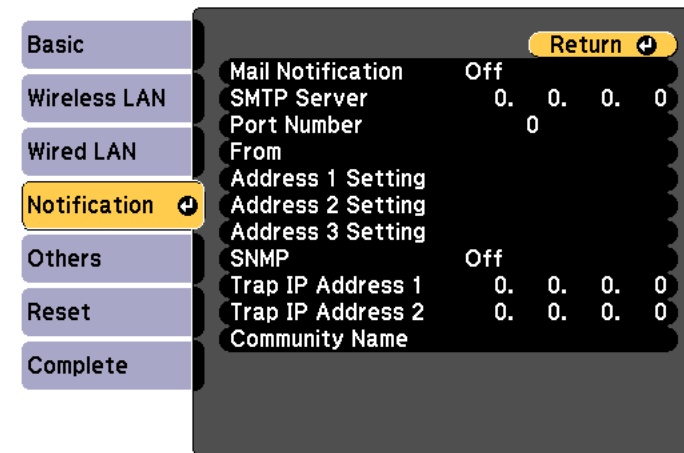 Basic
Wireless LAN
Wired LAN
Notification
Others
Reset
Complete
Return
Mail Notification Off
SMTP Server 0. 0. 0. 0
Port Number 0
From
Address 1 Setting
Address 2 Setting
Address 3 Setting
SNMP Off
Trap IP Address 1 0. 0. 0. 0
Trap IP Address 2 0. 0. 0. 0
Community Name